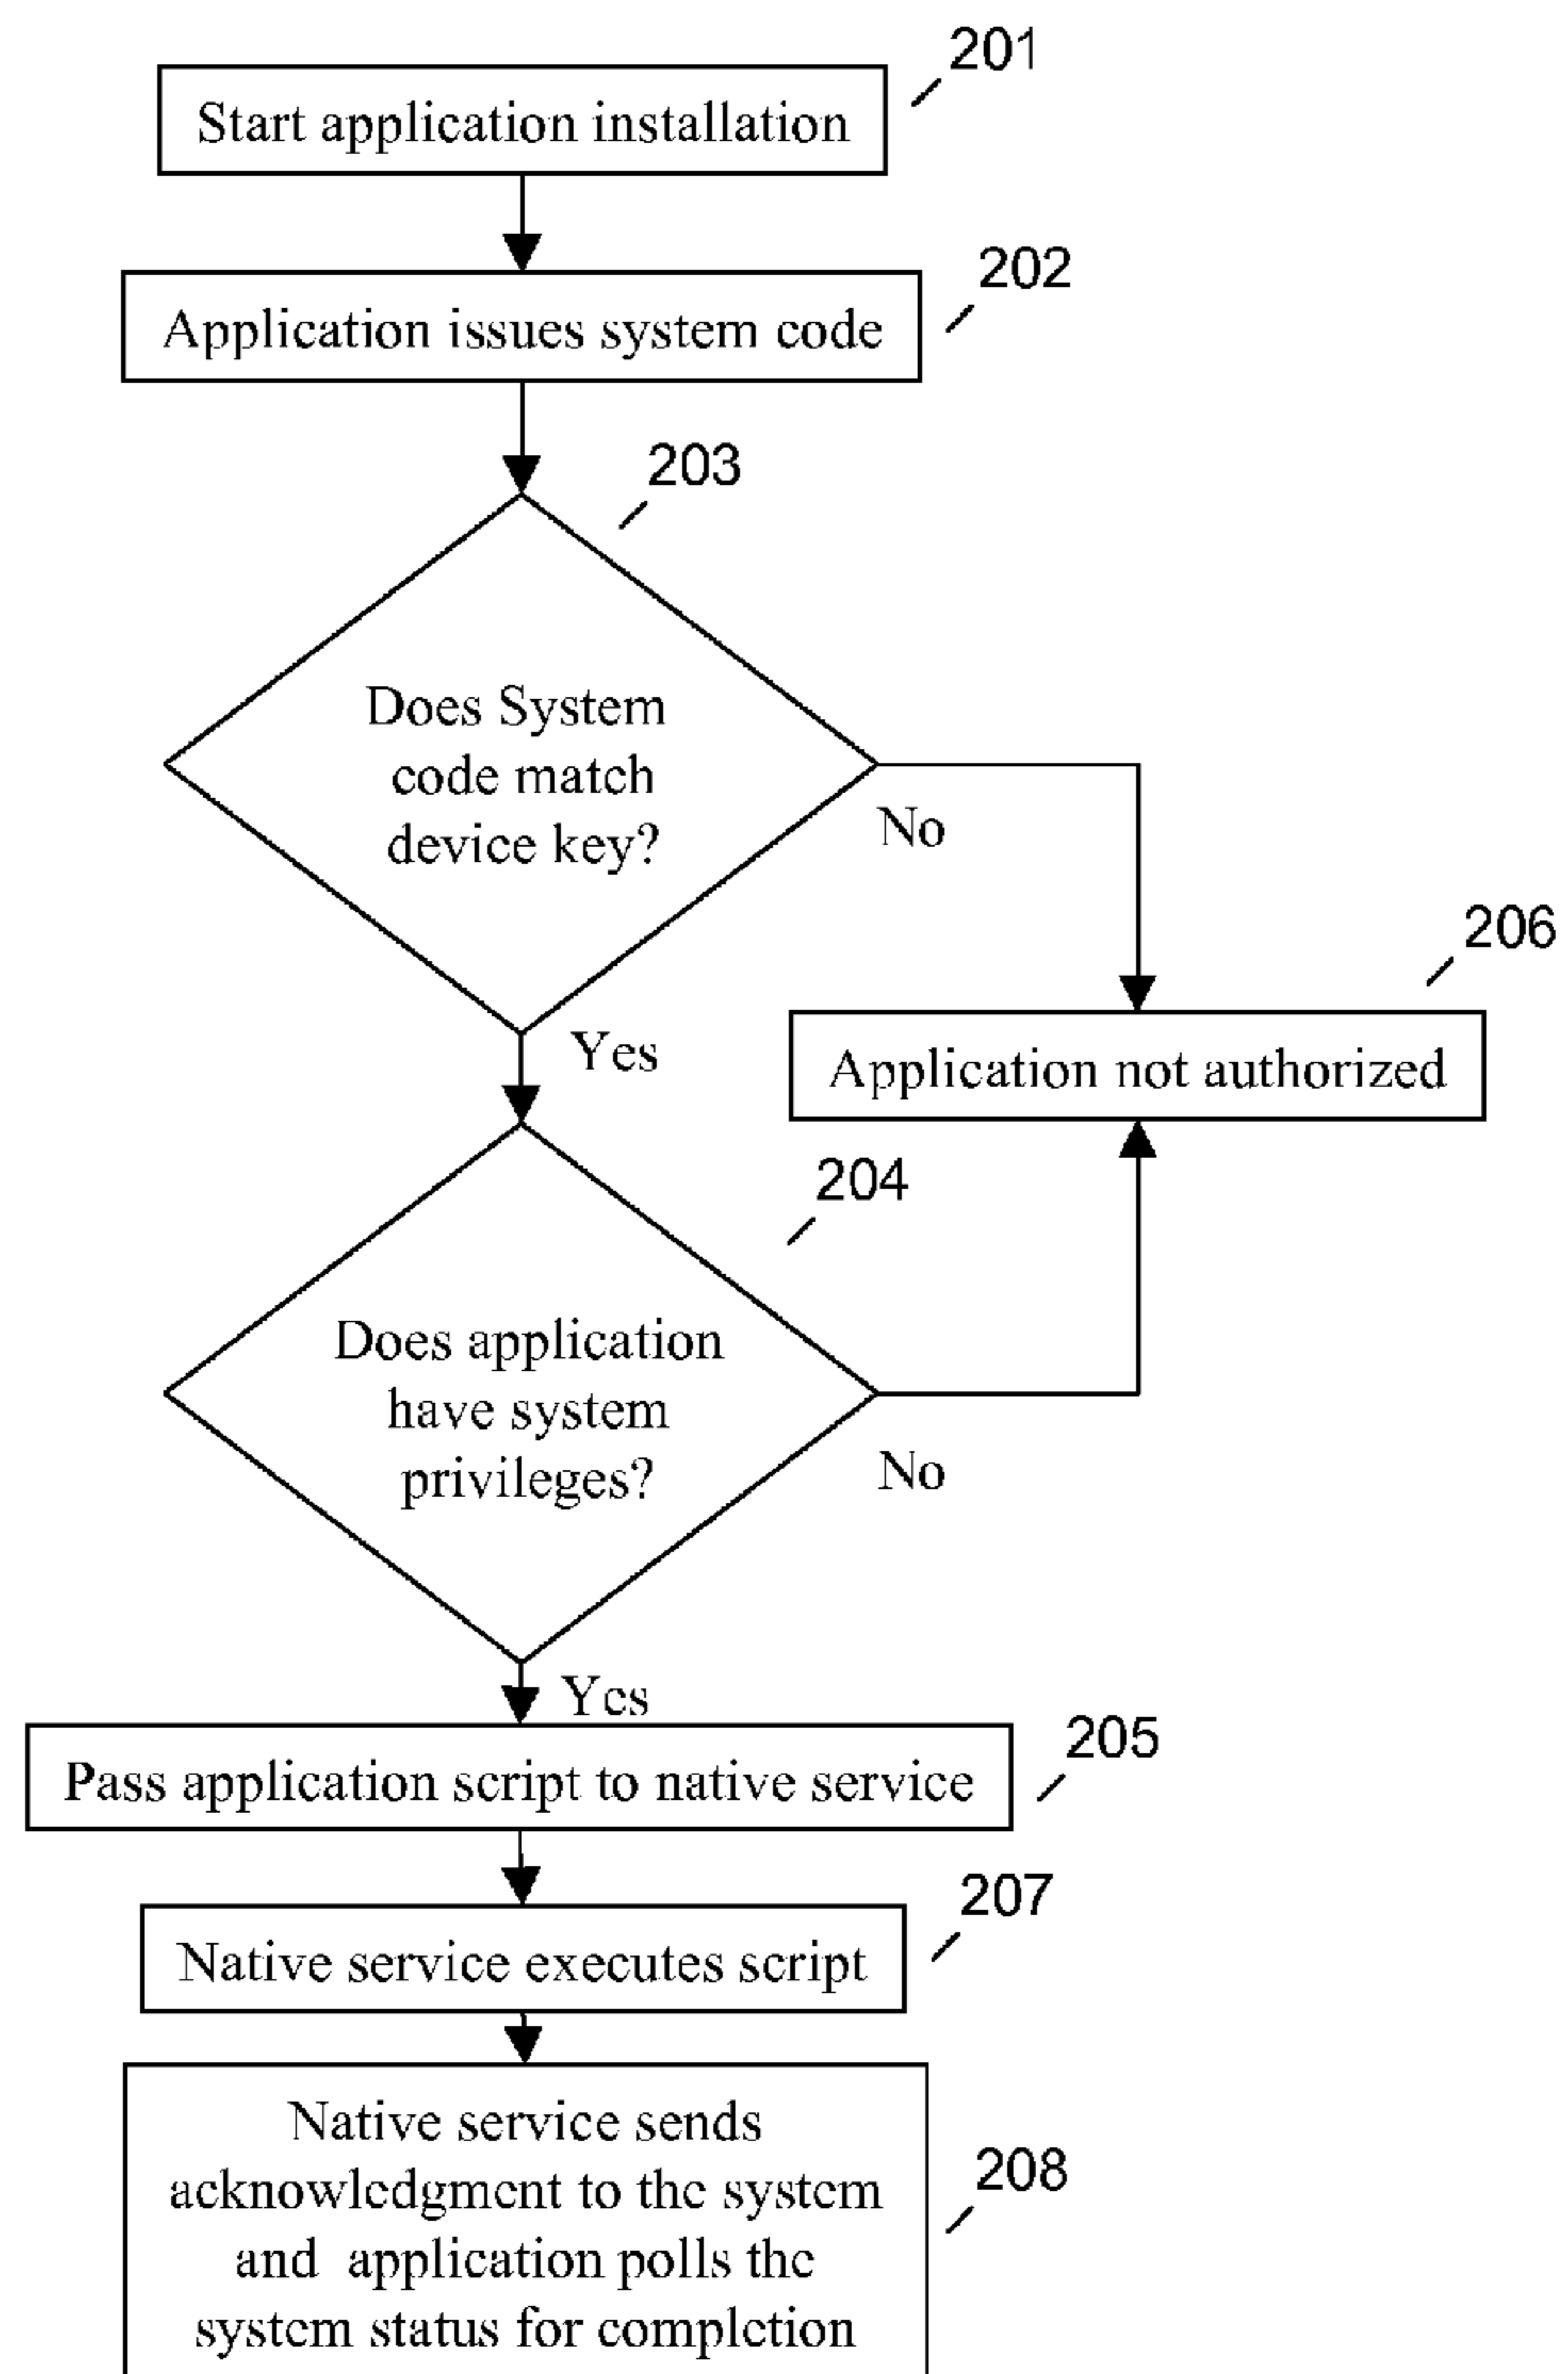 201
Start application installation
202
Application issues system code
203
Does System
code match
device key?
No
206
Yes
Application not authorized
204
Does application
have system
privileges?
No
Yes
205
Pass application script to native service
207
Native service executes script
Native service sends
208
acknowledgment to the system
and application polls the
system status for completion